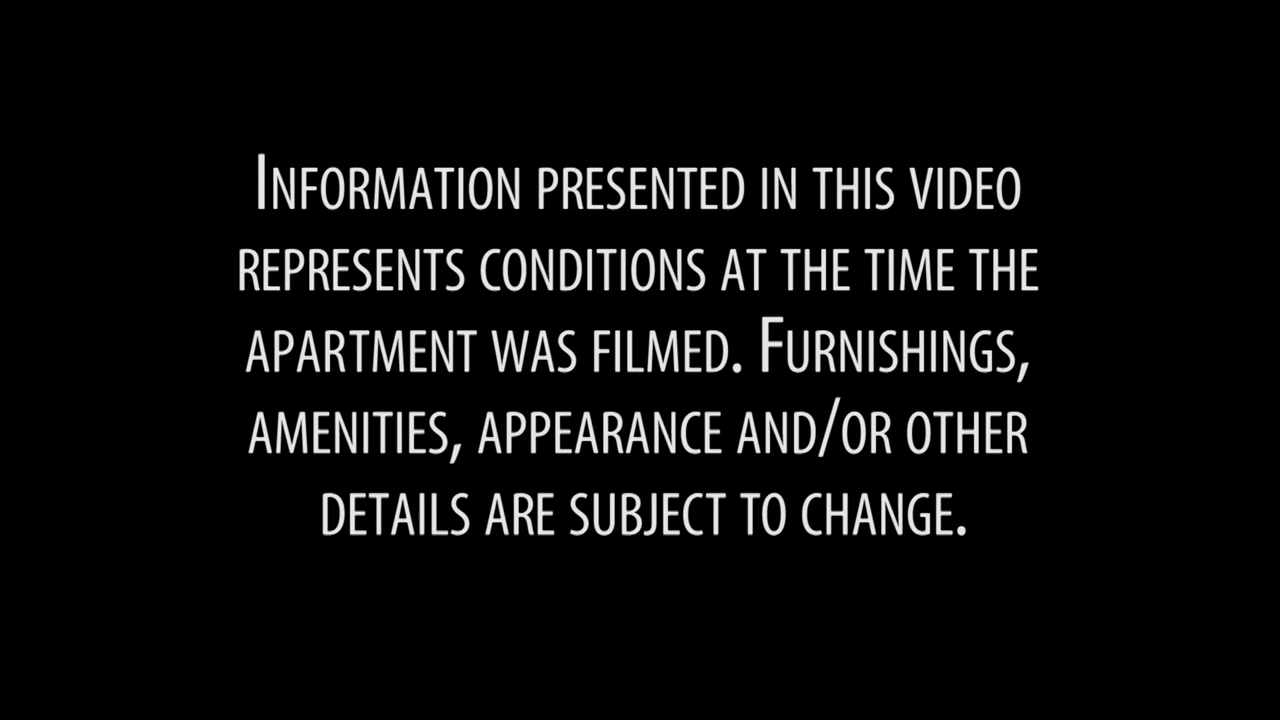 Information presented in this video
represents conditions at the time the
apartment was filmed. Furnishings,
amenities, appearance and/or other
details are subject to change.